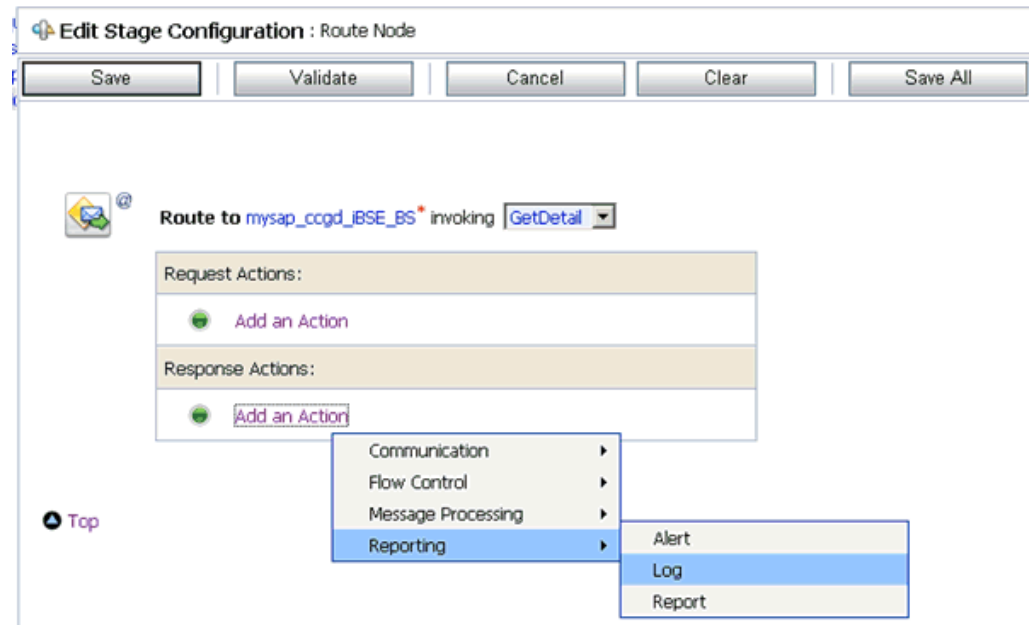 Edit Stage Configuration : Route Node
Save Validate Cancel Clear Save All
@
Route to mysap_ccgd_iBSE_BS* invoking GetDetail
Request Actions:
Add an Action
Response Actions:
Add an Action
Communication
Flow Control
Message Processing
Reporting
Alert
Log
Report
Top